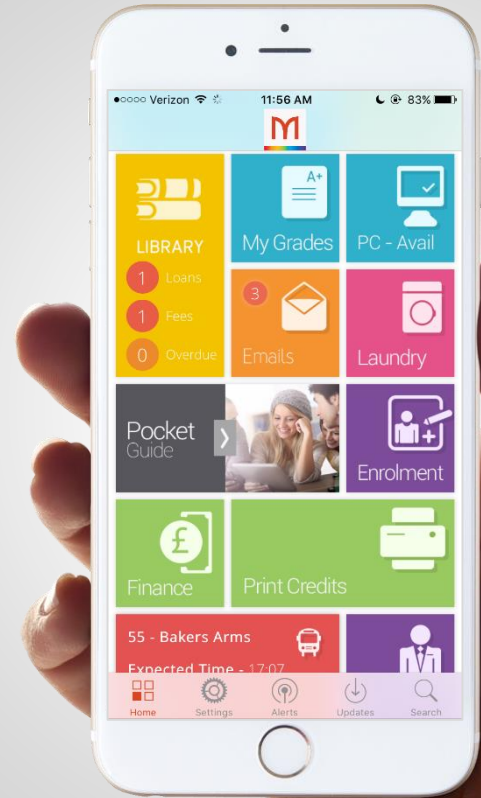 Verizon 11:56 AM 83%
M
A+
LIBRARY
1 Loans
1 Fees
0 Overdue
My Grades
PC - Avail
3
Emails
Laundry
Pocket
Guide
Enrolment
£
Finance
Print Credits
55 - Bakers Arms
Expected Time - 17:07
Home Settings Alerts Updates Search